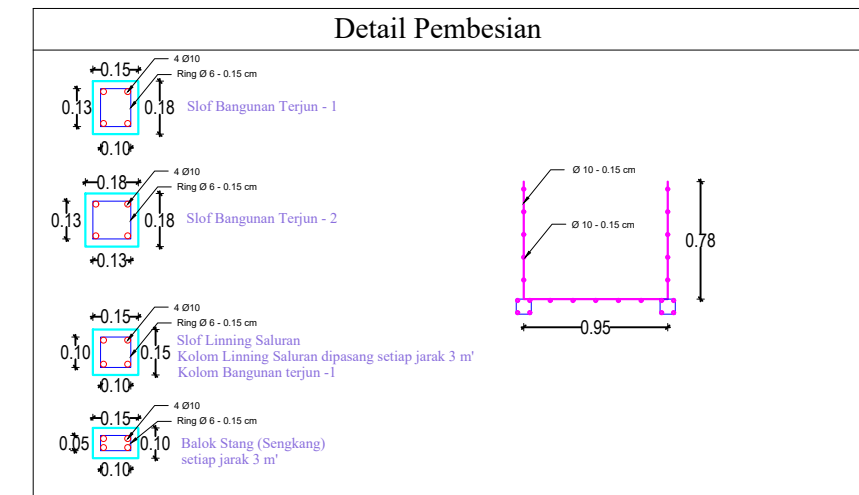 Detail Pembesian
0.15
4 Ø10
Ring Ø 6 - 0.15 cm
0.13
0.18
Slof Bangunan Terjun - 1
0.10
0.18
4 Ø10
Ring Ø 6 - 0.15 cm
0.13
0.18
Slof Bangunan Terjun - 2
0.13
0.15
4 Ø10
Ring Ø 6 - 0.15 cm
0.10
0.15
Slof Linning Saluran
Kolom Linning Saluran dipasang setiap jarak 3 m'
Kolom Bangunan terjun -1
0.10
0.15
4 Ø10
Ring Ø 6 - 0.15 cm
0.05
0.10
Balok Stang (Sengkang)
setiap jarak 3 m'
0.10
Ø 10 - 0.15 cm
Ø 10 - 0.15 cm
0.78
0.95